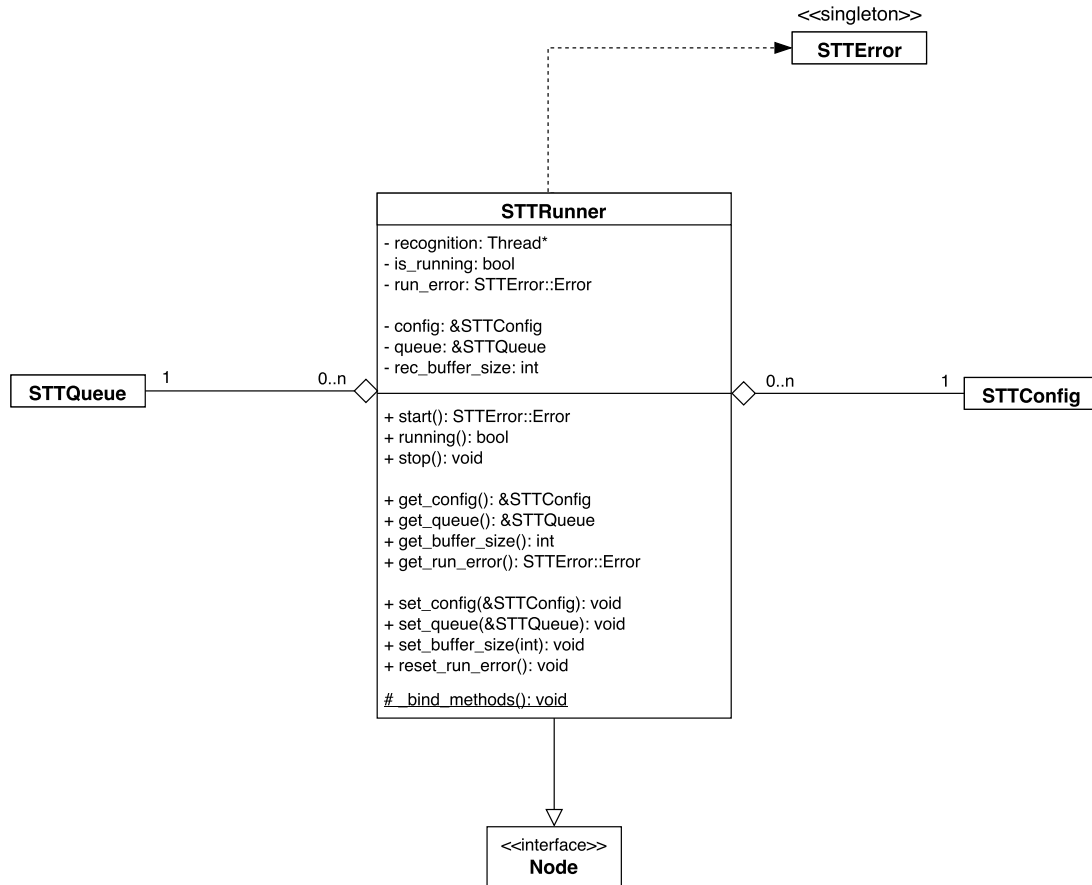 <<singleton>>
STTError
STTRunner
- recognition: Thread*
- is_running: bool
- run_error: STTError::Error
- config: &STTConfig
- queue: &STTQueue
- rec_buffer_size: int
STTQueue
1
0..n
0..n
1
STTConfig
+ start(): STTError::Error
+ running(): bool
+ stop(): void
+ get_config(): &STTConfig
+ get_queue(): &STTQueue
+ get_buffer_size(): int
+ get_run_error(): STTError::Error
+ set_config(&STTConfig): void
+ set_queue(&STTQueue): void
+ set_buffer_size(int): void
+ reset_run_error(): void
# _bind_methods(): void
<<interface>>
Node